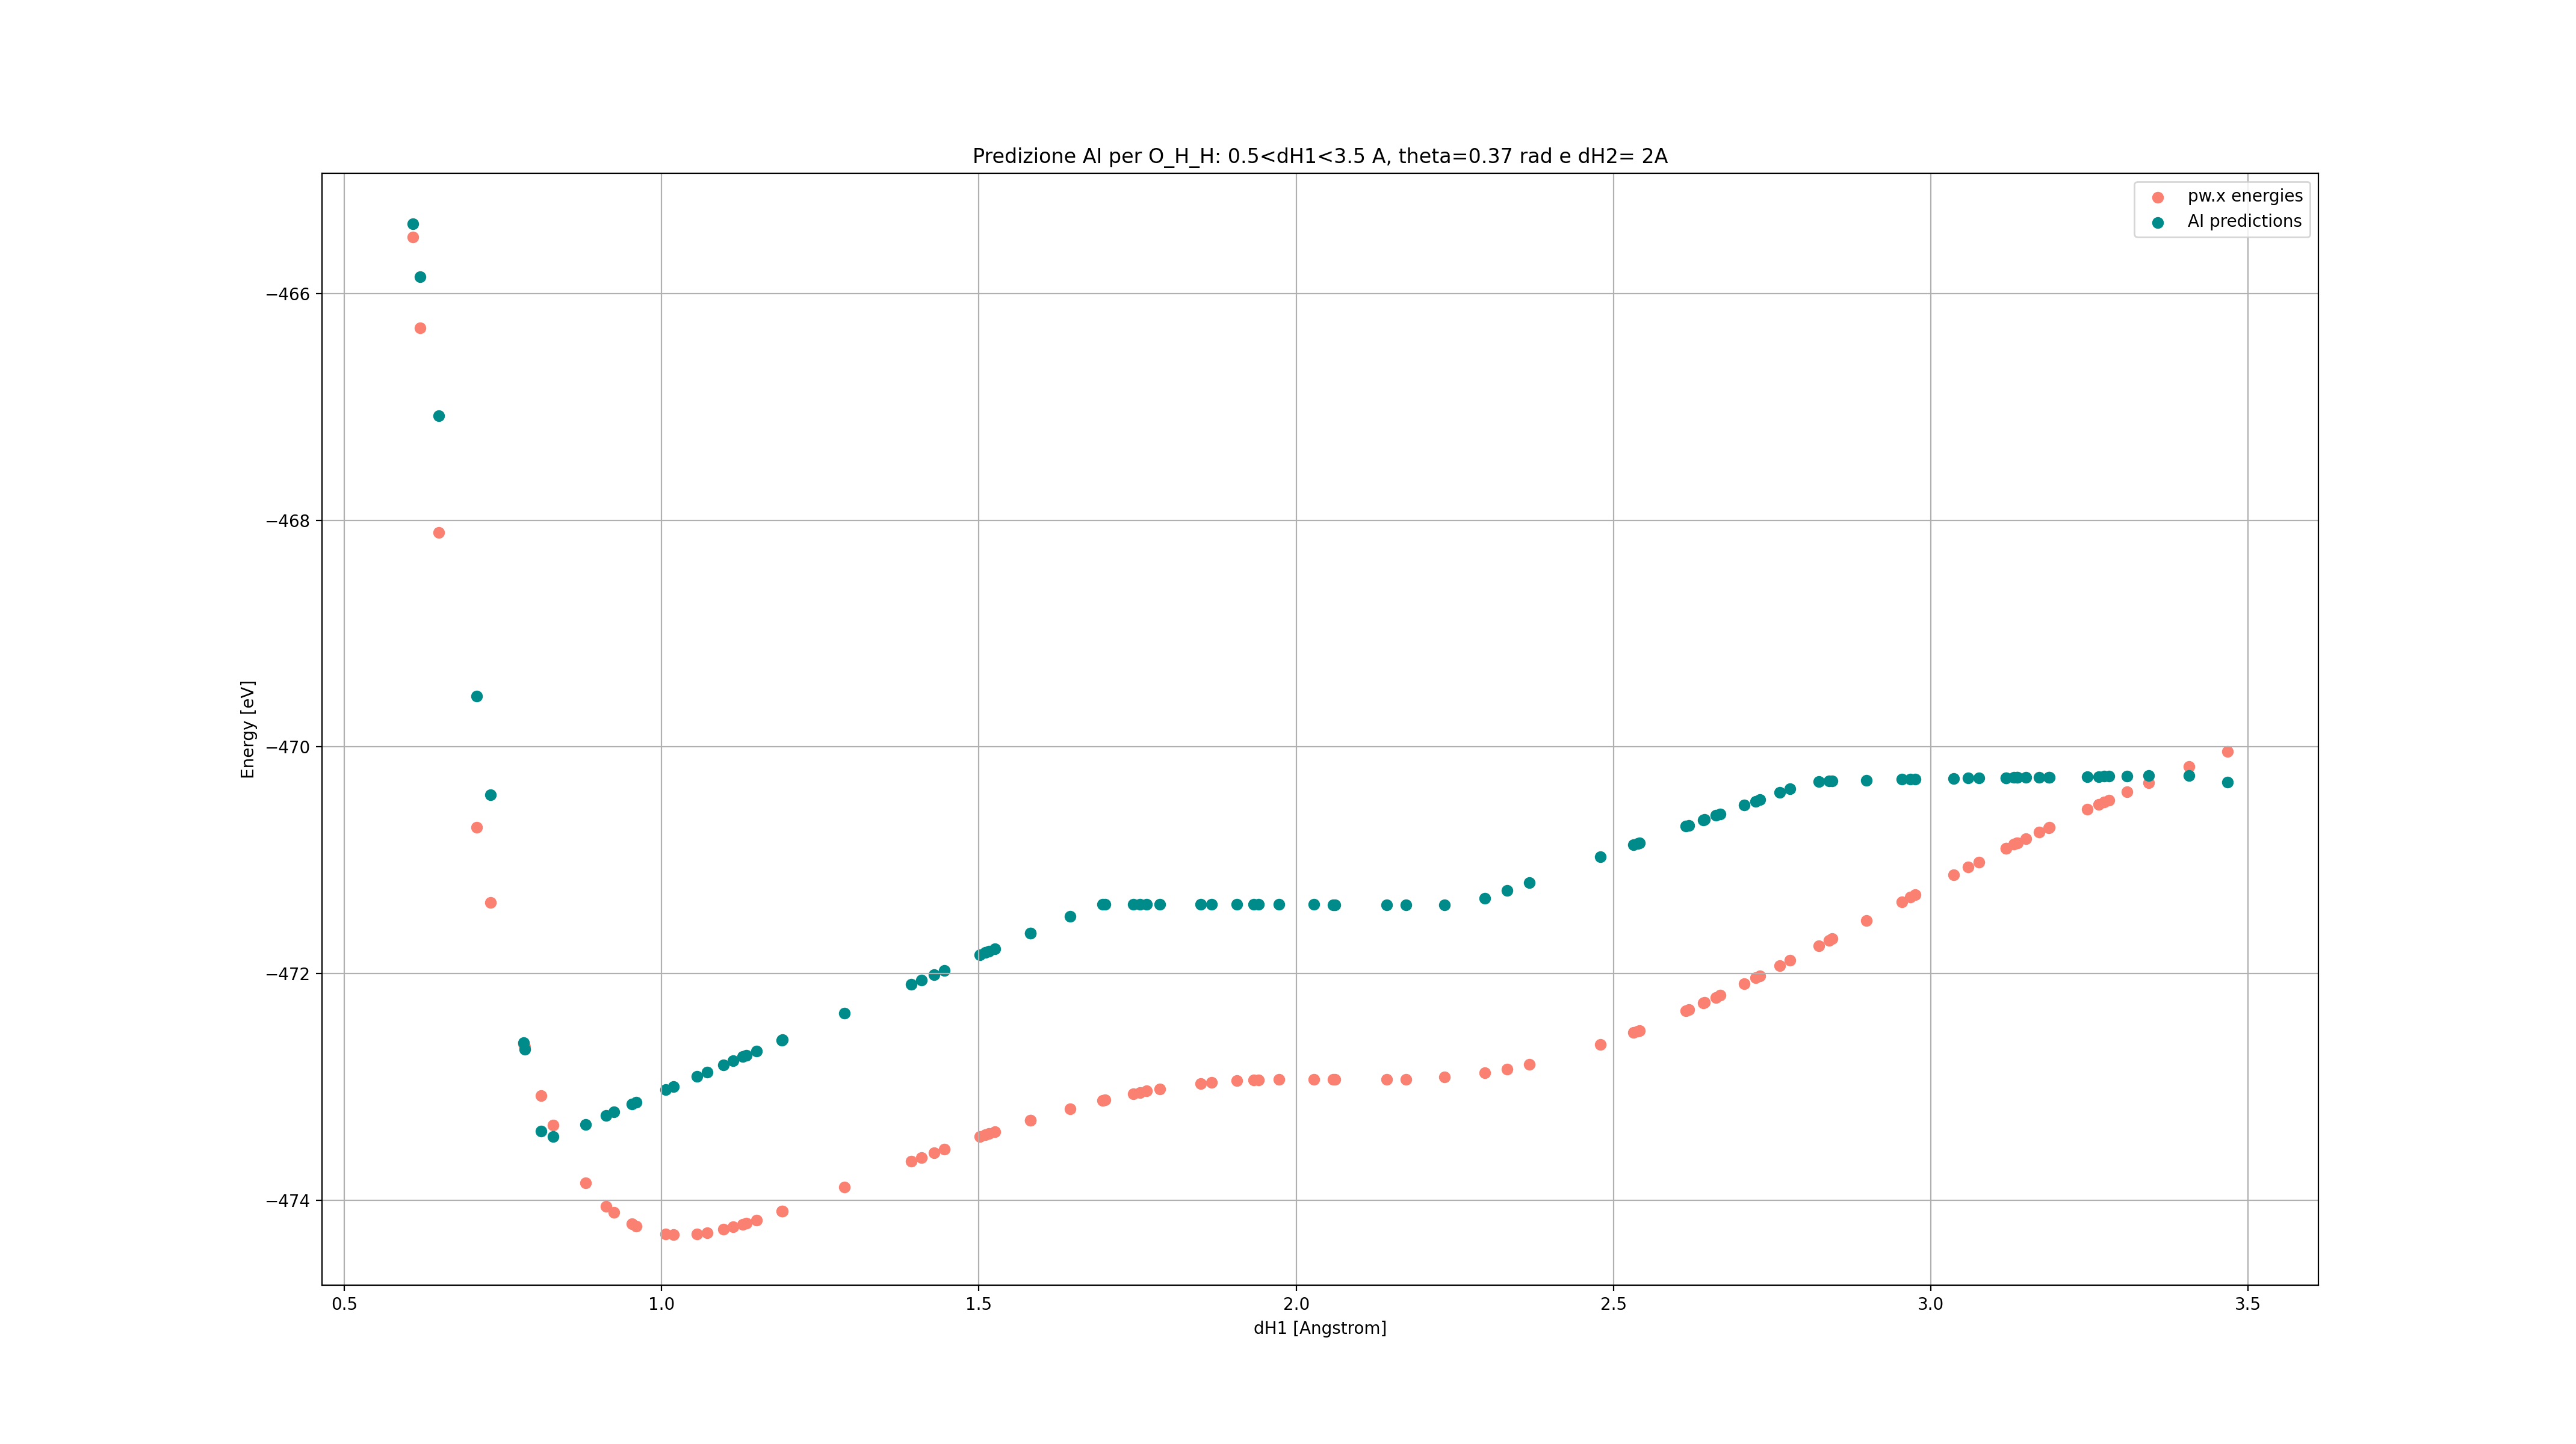 Predizione AI per O_H_H: 0.5<dH1<3.5 A, theta=0.37 rad e dH2= 2A
pw.x energies
AI predictions
−466
−468
−470
−472
−474
Energy [eV]
0.5 1.0 1.5 2.0 2.5 3.0 3.5
dH1 [Angstrom]